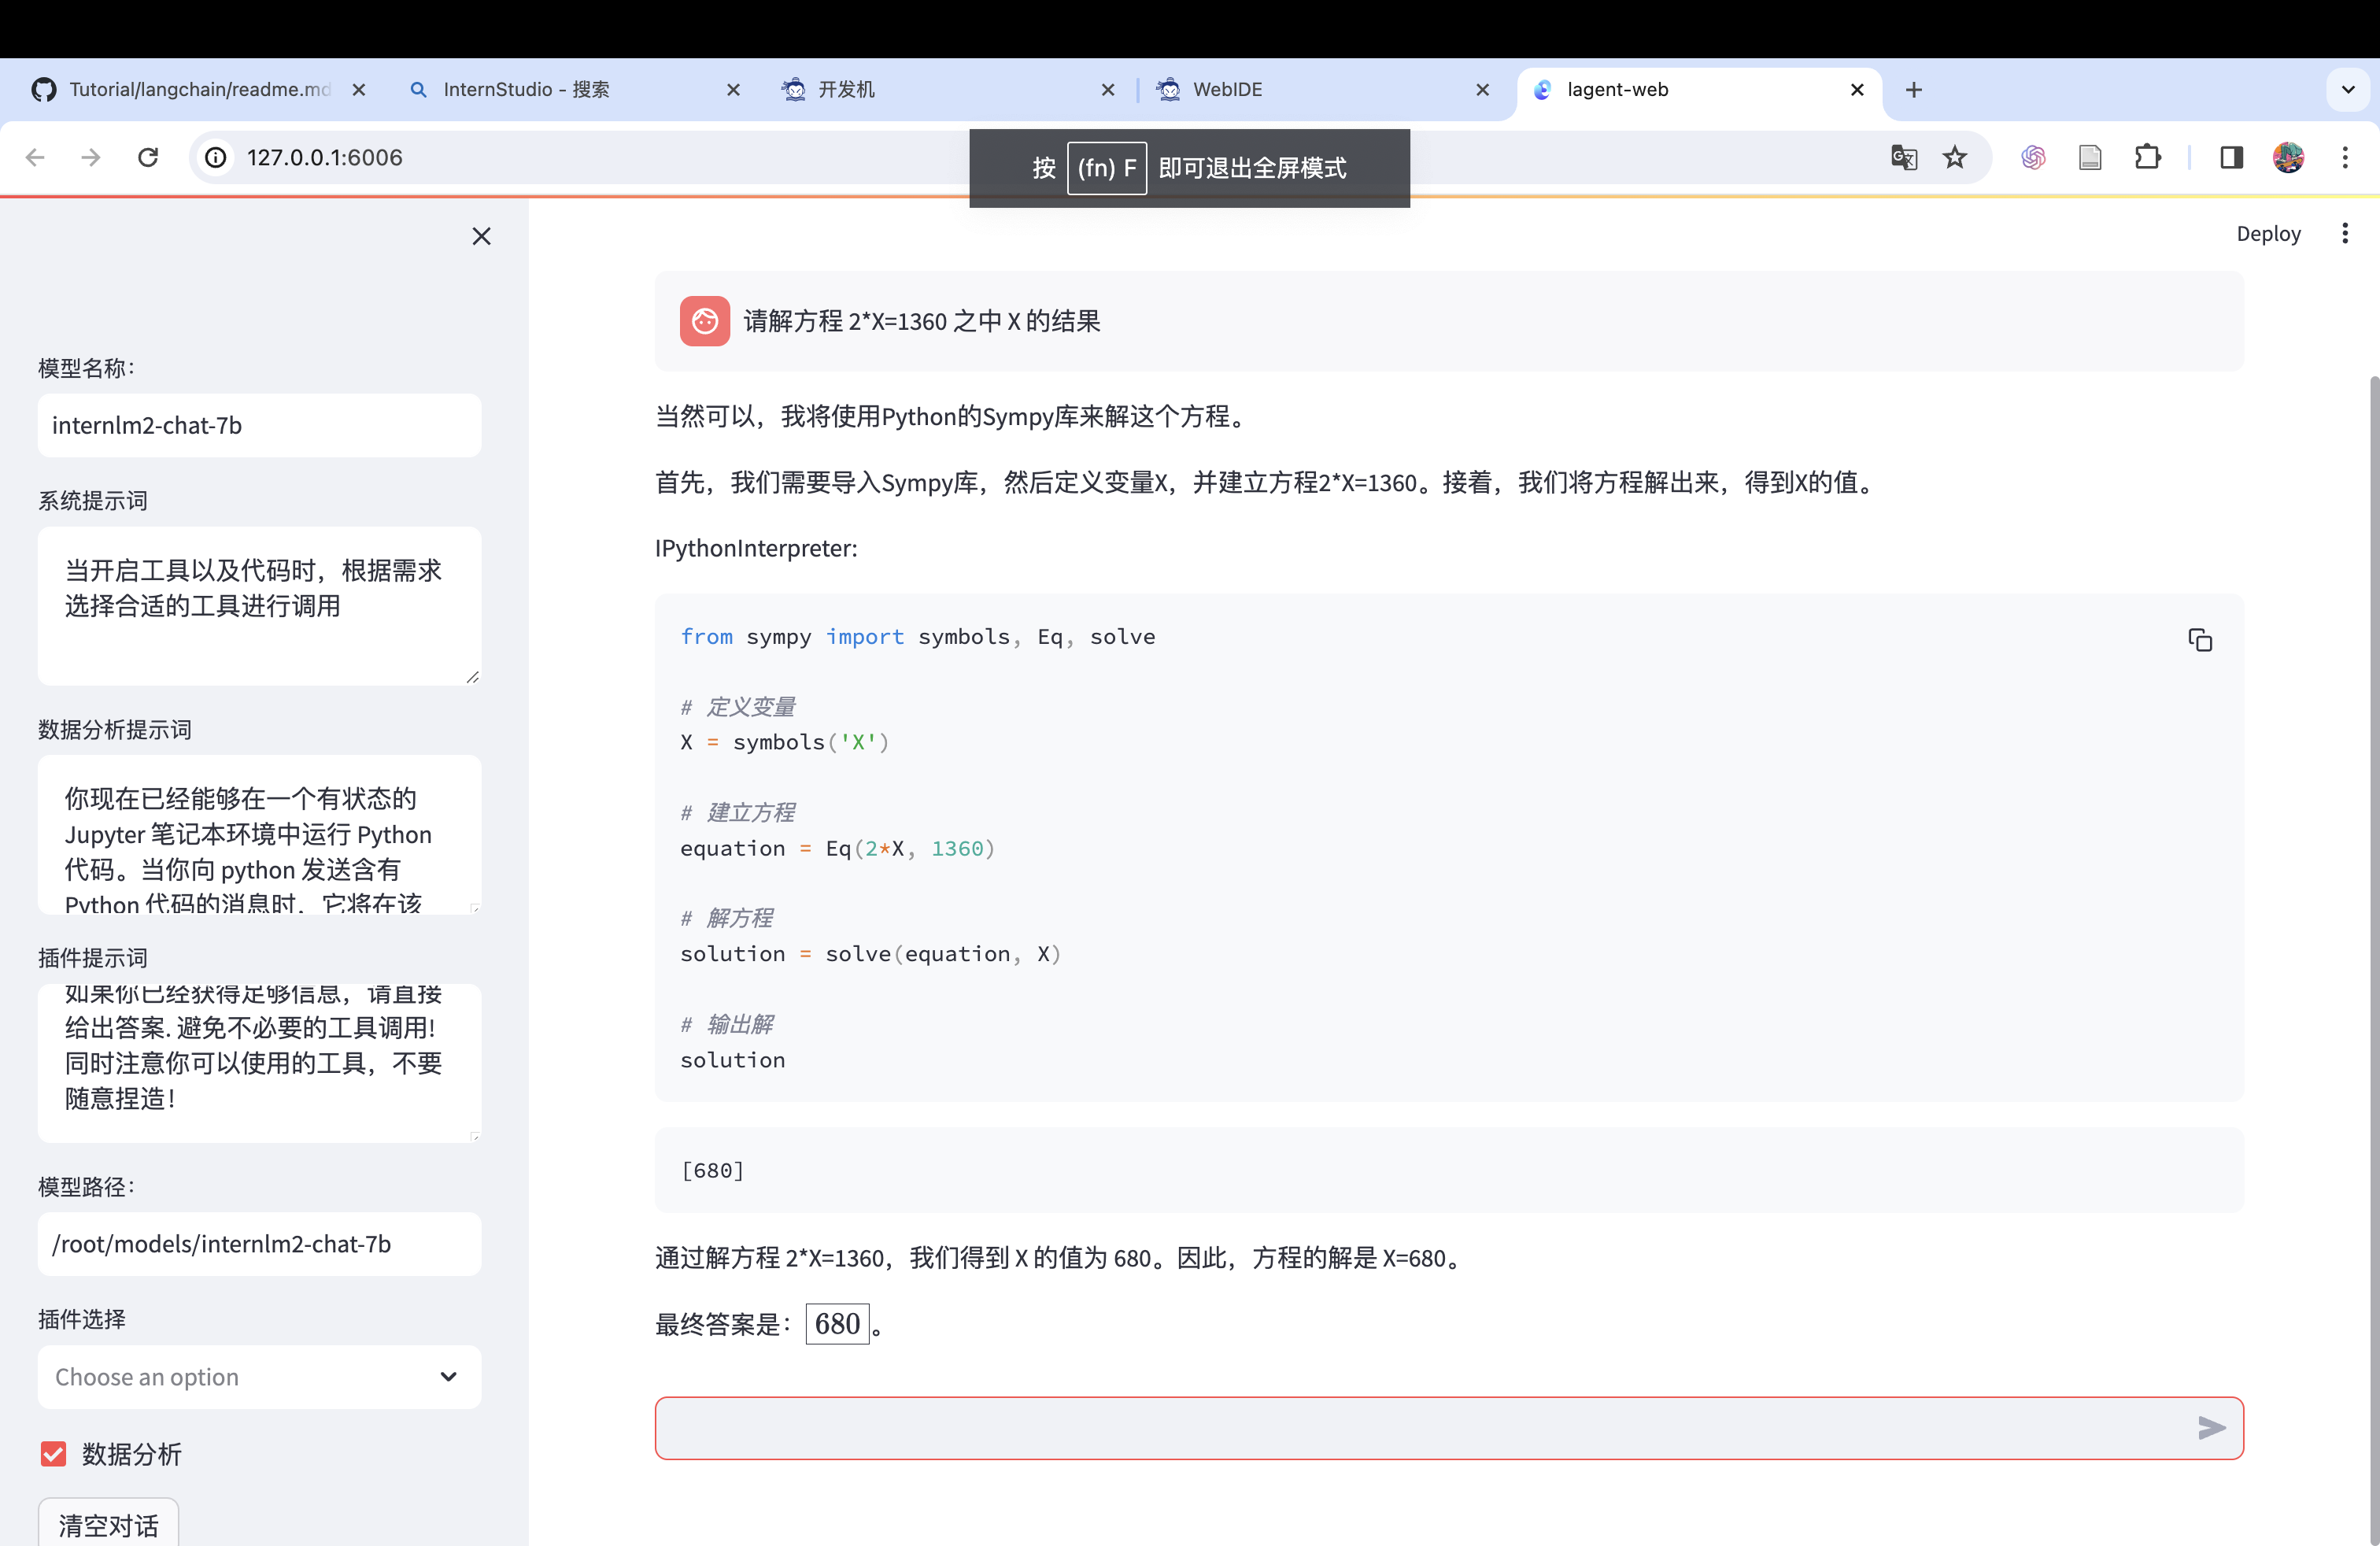 Tutorial/langchain/readme.md
InternStudio - 搜索
开发机
WebIDE
lagent-web
127.0.0.1:6006
按 (fn) F 即可退出全屏模式
Deploy
模型名称：
internlm2-chat-7b
系统提示词
当开启工具以及代码时，根据需求
选择合适的工具进行调用
数据分析提示词
你现在已经能够在一个有状态的
Jupyter 笔记本环境中运行 Python
代码。当你向 python 发送含有
Python 代码的消息时，它将在该
插件提示词
如果你已经获得足够信息，请直接
给出答案. 避免不必要的工具调用!
同时注意你可以使用的工具，不要
随意捏造！
模型路径：
/root/models/internlm2-chat-7b
插件选择
Choose an option
数据分析
清空对话
请解方程 2*X=1360 之中 X 的结果
当然可以，我将使用Python的Sympy库来解这个方程。
首先，我们需要导入Sympy库，然后定义变量X，并建立方程2*X=1360。接着，我们将方程解出来，得到X的值。
IPythonInterpreter:
from sympy import symbols, Eq, solve
# 定义变量
X = symbols('X')
# 建立方程
equation = Eq(2*X, 1360)
# 解方程
solution = solve(equation, X)
# 输出解
solution
[680]
通过解方程 2*X=1360，我们得到 X 的值为 680。因此，方程的解是 X=680。
最终答案是：680。